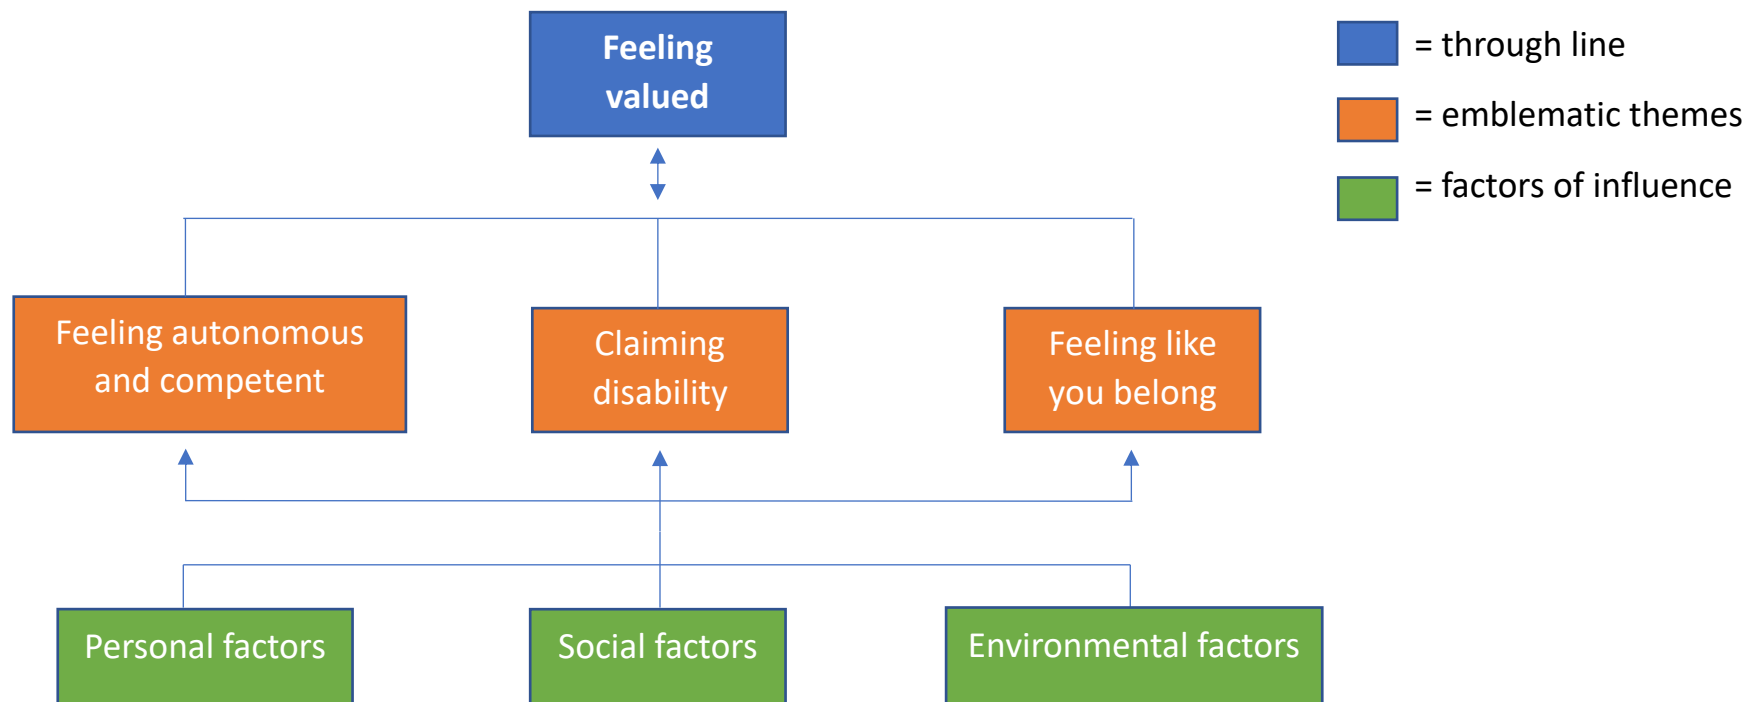 Feeling
valued
= through line
= emblematic themes
= factors of influence
Feeling autonomous
and competent
Claiming
disability
Feeling like
you belong
Personal factors
Social factors
Environmental factors